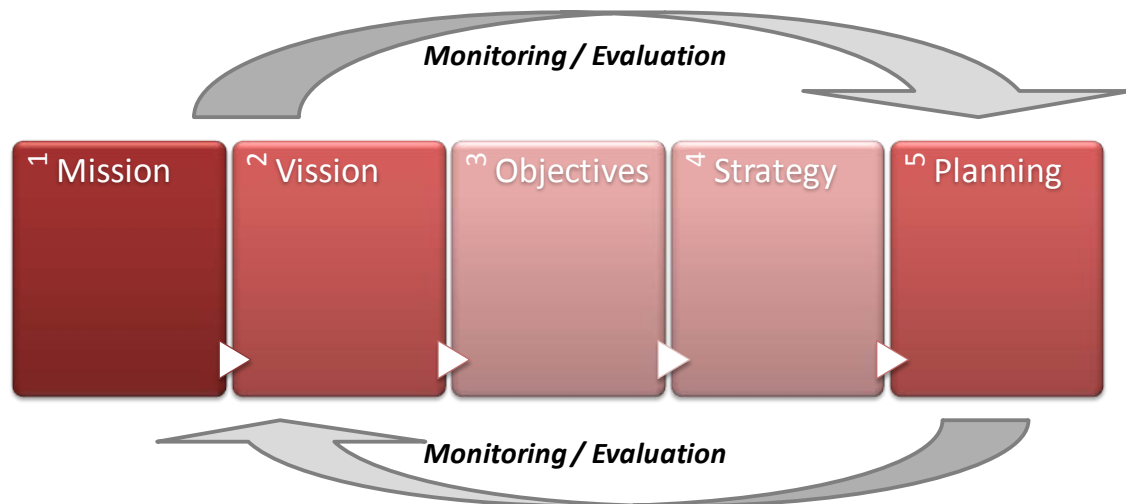 Monitoring / Evaluation
1 Mission
2 Vission
3 Objectives
4 Strategy
5 Planning
Monitoring / Evaluation